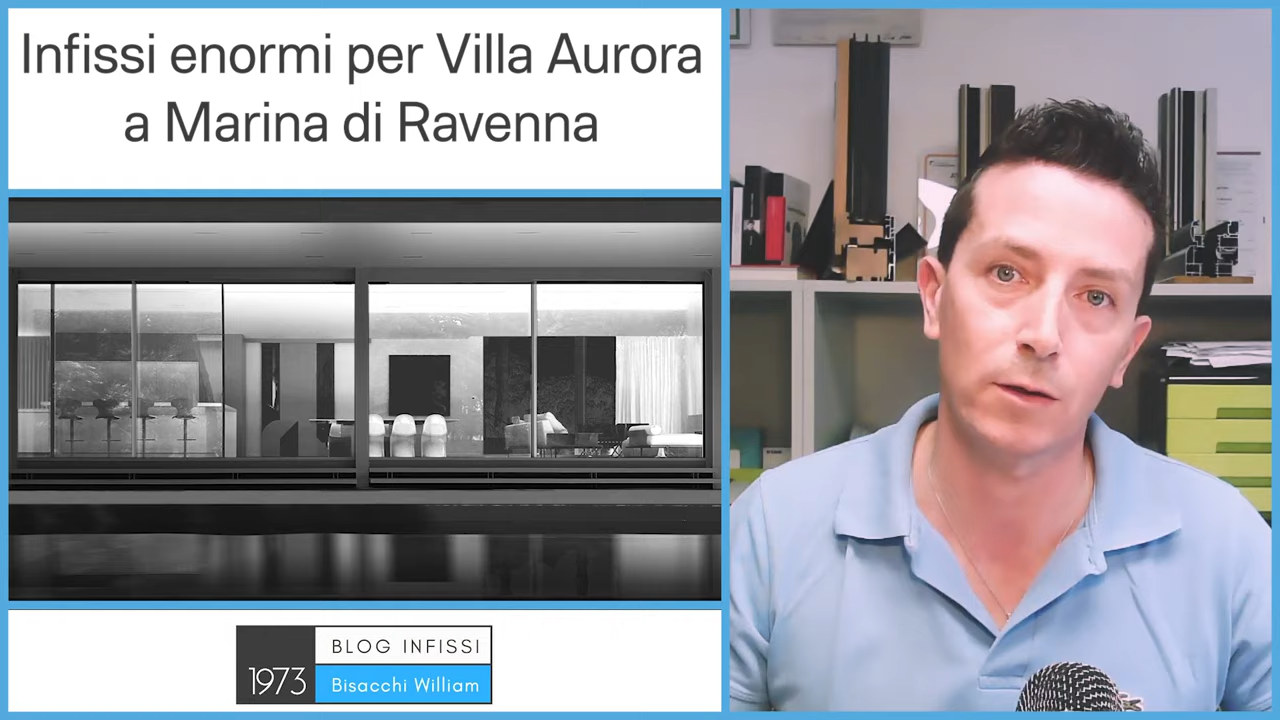 Infissi enormi per Villa Aurora
a Marina di Ravenna
1973
BLOG INFISSI
Bisacchi William